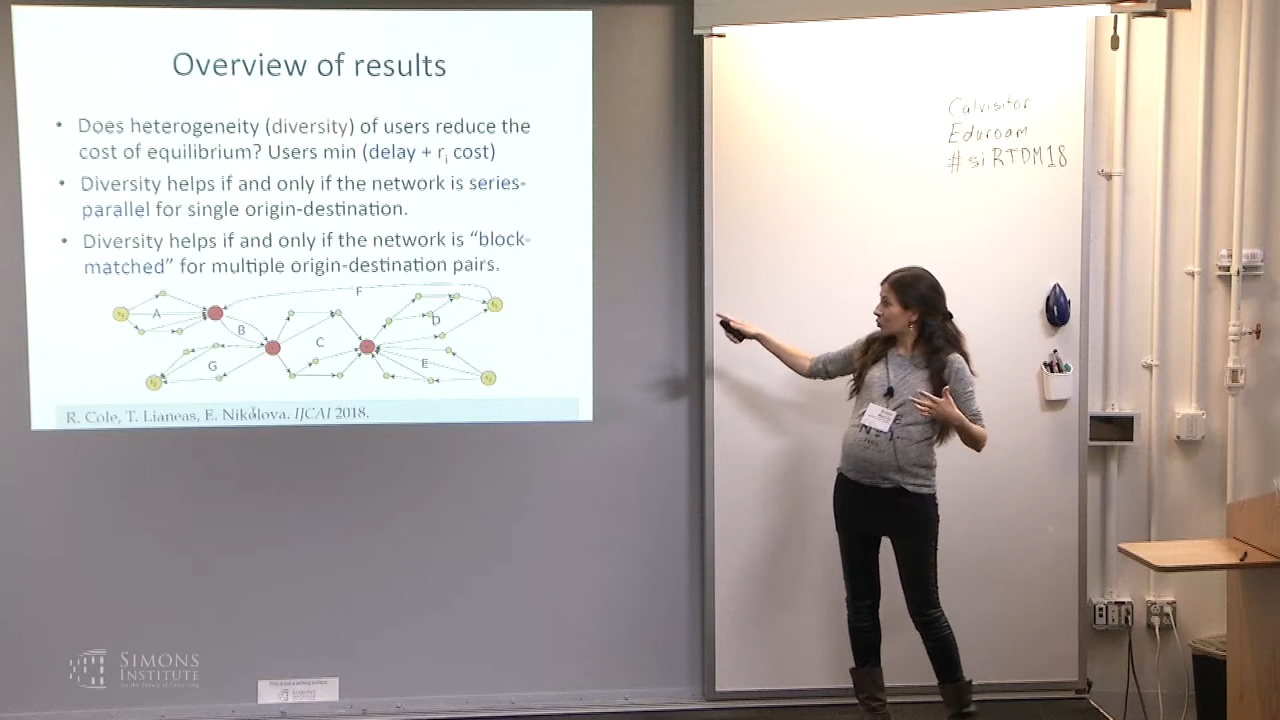 Overview of results
• Does heterogeneity (diversity) of users reduce the
cost of equilibrium? Users min (delay + ri cost)
• Diversity helps if and only if the network is series-
parallel for single origin-destination.
• Diversity helps if and only if the network is “block-
matched” for multiple origin-destination pairs.
F
A
B
C
D
G
E
R. Cole, T. Lianeas, E. Nikolova. IJCAI 2018.
Calvisitor
Eduroam
#siRTDM18
SIMONS
INSTITUTE
SIMONS